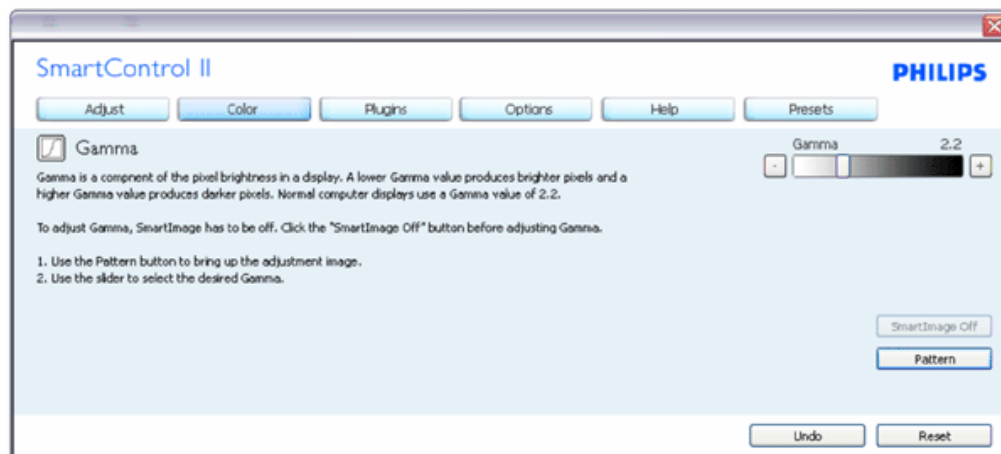 SmartControl II
PHILIPS
Adjust
Color
Plugins
Options
Help
Presets
Gamma
Gamma is a compnent of the pixel brightness in a display. A lower Gamma value produces brighter pixels and a
higher Gamma value produces darker pixels. Normal computer displays use a Gamma value of 2.2.
To adjust Gamma, SmartImage has to be off. Click the "SmartImage Off" button before adjusting Gamma.
1. Use the Pattern button to bring up the adjustment image.
2. Use the slider to select the desired Gamma.
Gamma 2.2
- +
SmartImage Off
Pattern
Undo
Reset